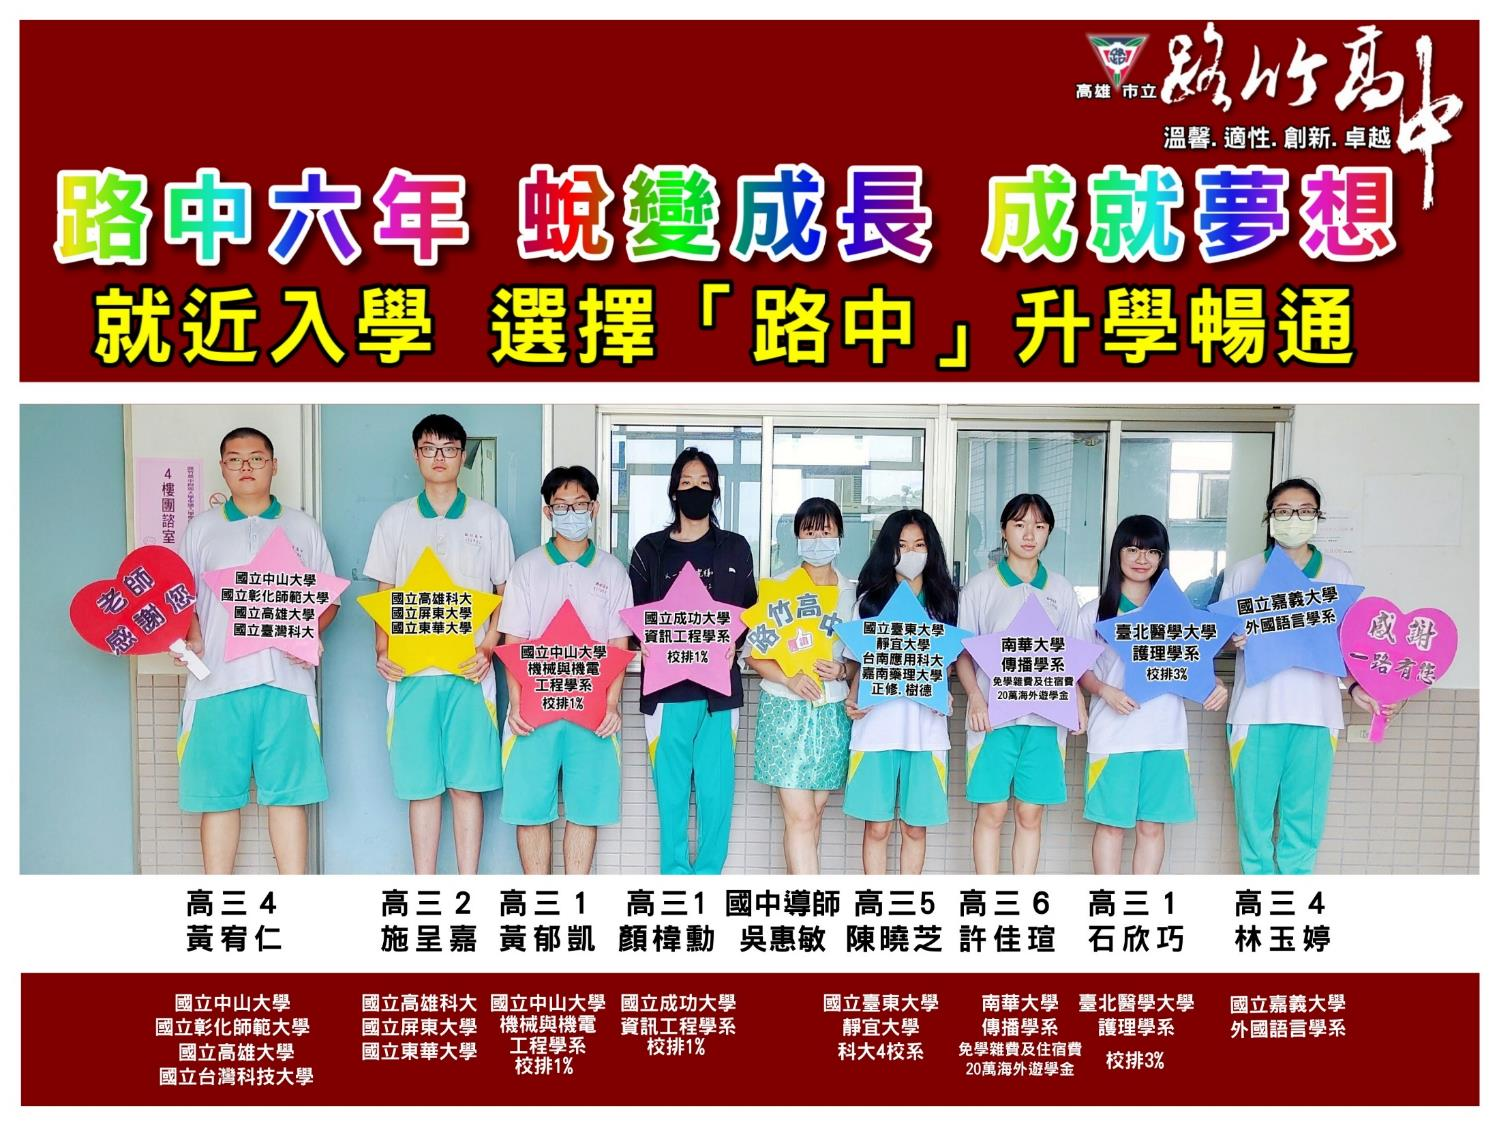 高雄市立路竹高中
溫馨. 適性. 創新. 卓越
路中六年 蛻變成長 成就夢想
就近入學 選擇「路中」升學暢通
4樓團諮室
老師
感謝您
國立中山大學
國立彰化師範大學
國立高雄大學
國立臺灣科大
國立高雄科大
國立屏東大學
國立東華大學
國立中山大學
機械與機電
工程學系
校排1%
國立成功大學
資訊工程學系
校排1%
路竹高中
國立臺東大學
靜宜大學
台南應用科大
嘉南藥理大學
正修. 樹德
南華大學
傳播學系
免學雜費及住宿費
20萬海外遊學金
臺北醫學大學
護理學系
校排3%
國立嘉義大學
外國語言學系
感謝
一路有您
高三4
黃宥仁
高三2
施呈嘉
高三1
黃郁凱
高三1
顏椲勳
國中導師
吳惠敏
高三5
陳曉芝
高三6
許佳瑄
高三1
石欣巧
高三4
林玉婷
國立中山大學
國立彰化師範大學
國立高雄大學
國立台灣科技大學
國立高雄科大
國立屏東大學
國立東華大學
國立中山大學
機械與機電
工程學系
校排1%
國立成功大學
資訊工程學系
校排1%
國立臺東大學
靜宜大學
科大4校系
南華大學
傳播學系
免學雜費及住宿費
20萬海外遊學金
臺北醫學大學
護理學系
校排3%
國立嘉義大學
外國語言學系